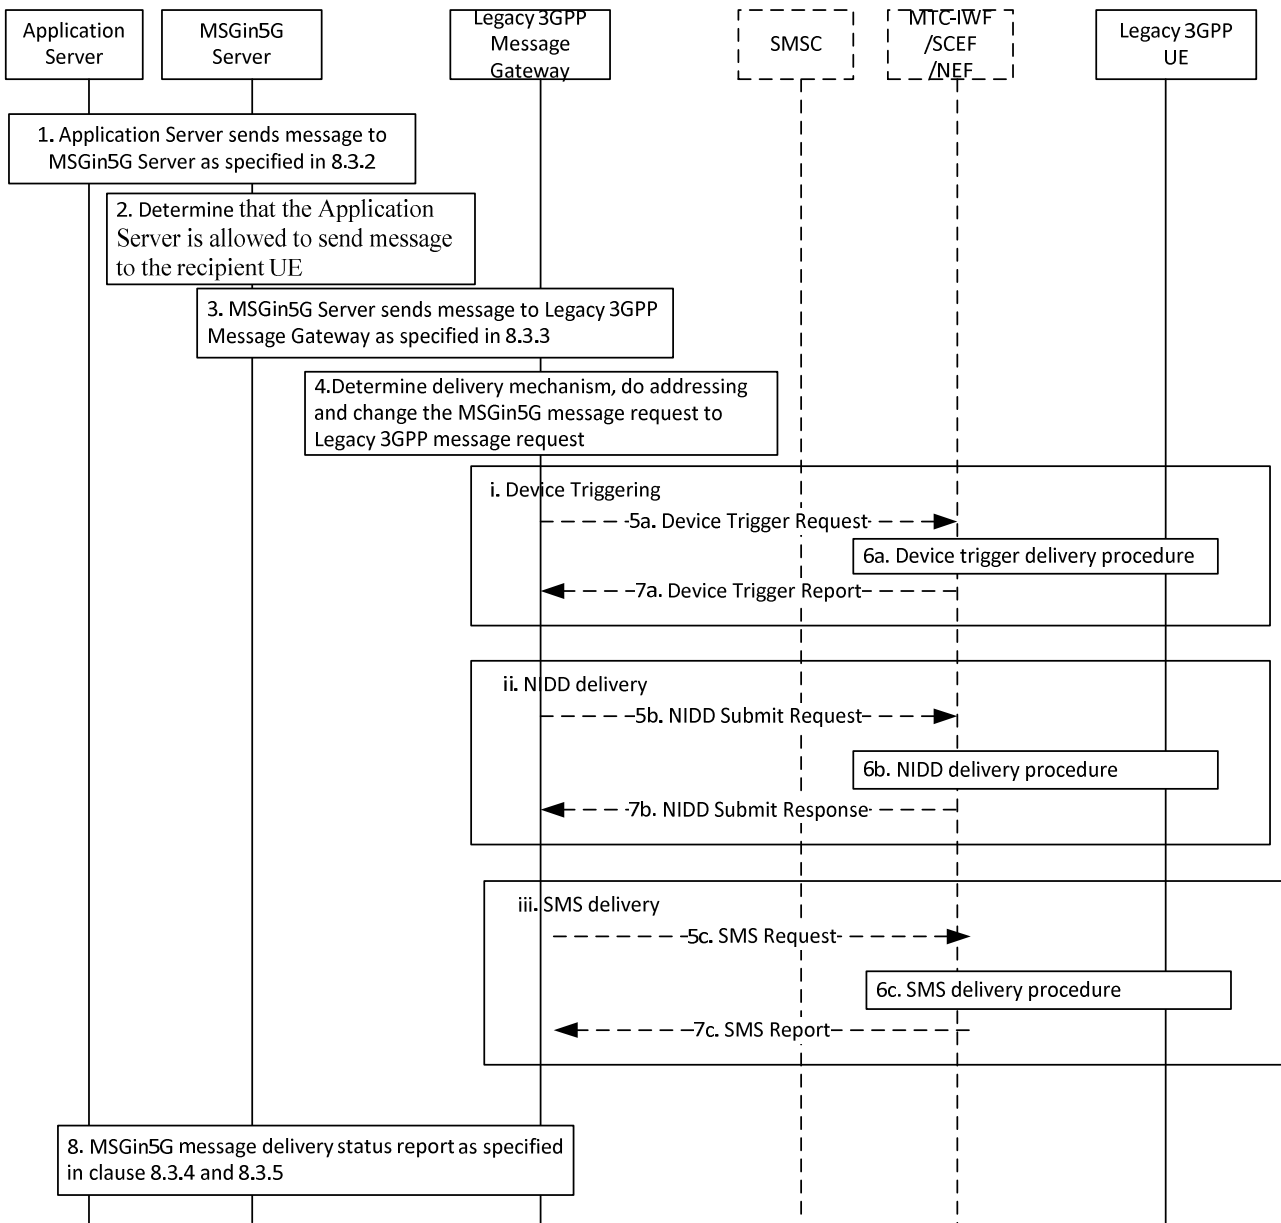 Application
Server
MSGin5G
Server
Legacy 3GPP
Message
Gateway
SMSC
MTC-IWF
/SCEF
/NEF
Legacy 3GPP
UE
1. Application Server sends message to
MSGin5G Server as specified in 8.3.2
2. Determine that the Application
Server is allowed to send message
to the recipient UE
3. MSGin5G Server sends message to Legacy 3GPP
Message Gateway as specified in 8.3.3
4.Determine delivery mechanism, do addressing
and change the MSGin5G message request to
Legacy 3GPP message request
i. Device Triggering
5a. Device Trigger Request
6a. Device trigger delivery procedure
7a. Device Trigger Report
ii. NIDD delivery
5b. NIDD Submit Request
6b. NIDD delivery procedure
7b. NIDD Submit Response
iii. SMS delivery
5c. SMS Request
6c. SMS delivery procedure
7c. SMS Report
8. MSGin5G message delivery status report as specified
in clause 8.3.4 and 8.3.5